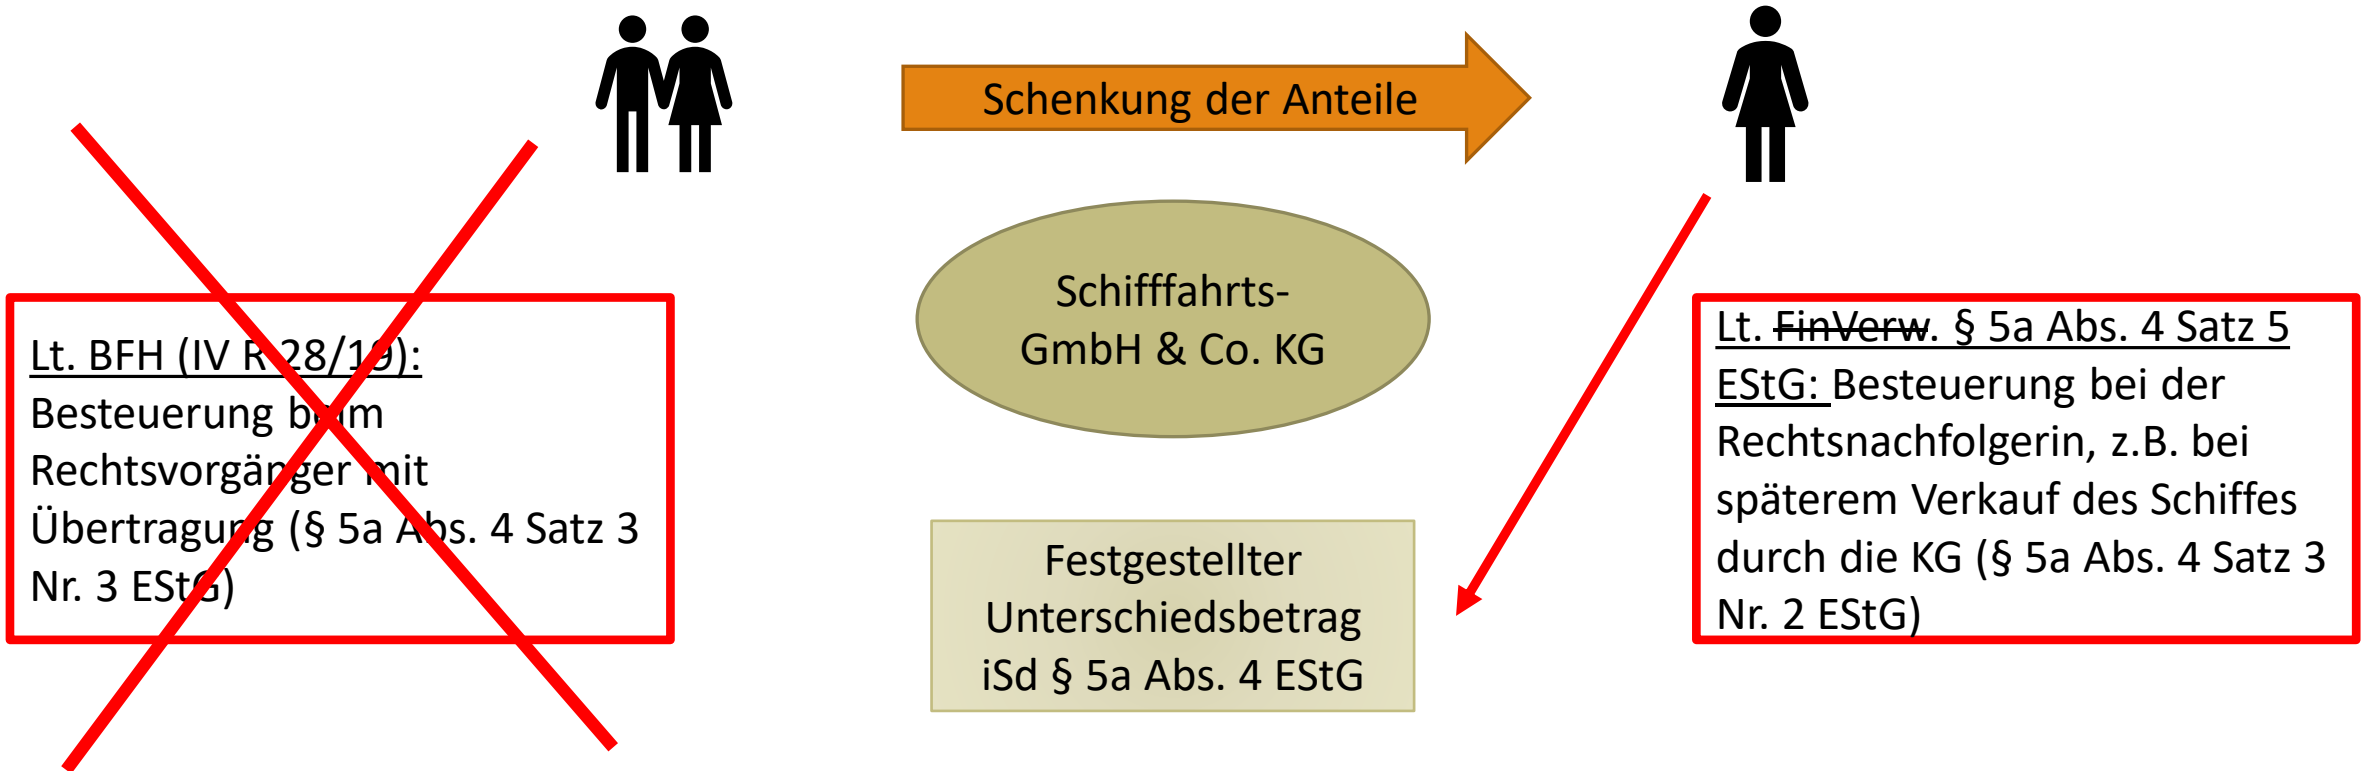 Schenkung der Anteile
Schifffahrts-
GmbH & Co. KG
Lt. BFH (IV R 28/19):
Besteuerung beim
Rechtsvorgänger mit
Übertragung (§ 5a Abs. 4 Satz 3
Nr. 3 EStG)
Festgestellter
Unterschiedsbetrag
iSd § 5a Abs. 4 EStG
Lt. FinVerw. § 5a Abs. 4 Satz 5
EStG: Besteuerung bei der
Rechtsnachfolgerin, z.B. bei
späterem Verkauf des Schiffes
durch die KG (§ 5a Abs. 4 Satz 3
Nr. 2 EStG)